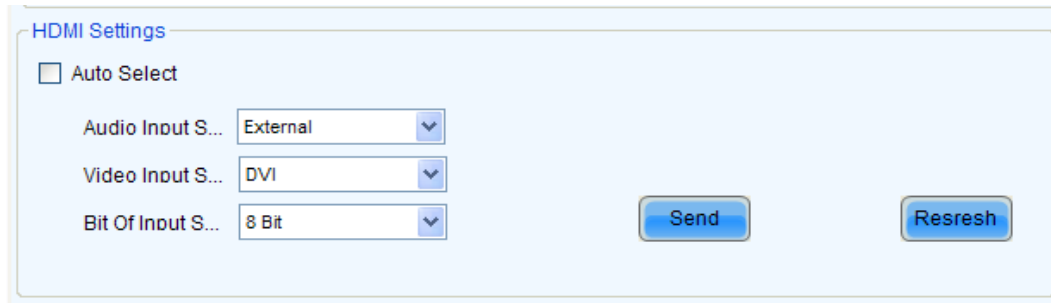 HDMI Settings
Auto Select
Audio Input S... External
Video Input S... DVI
Bit Of Input S... 8 Bit
Send Resresh